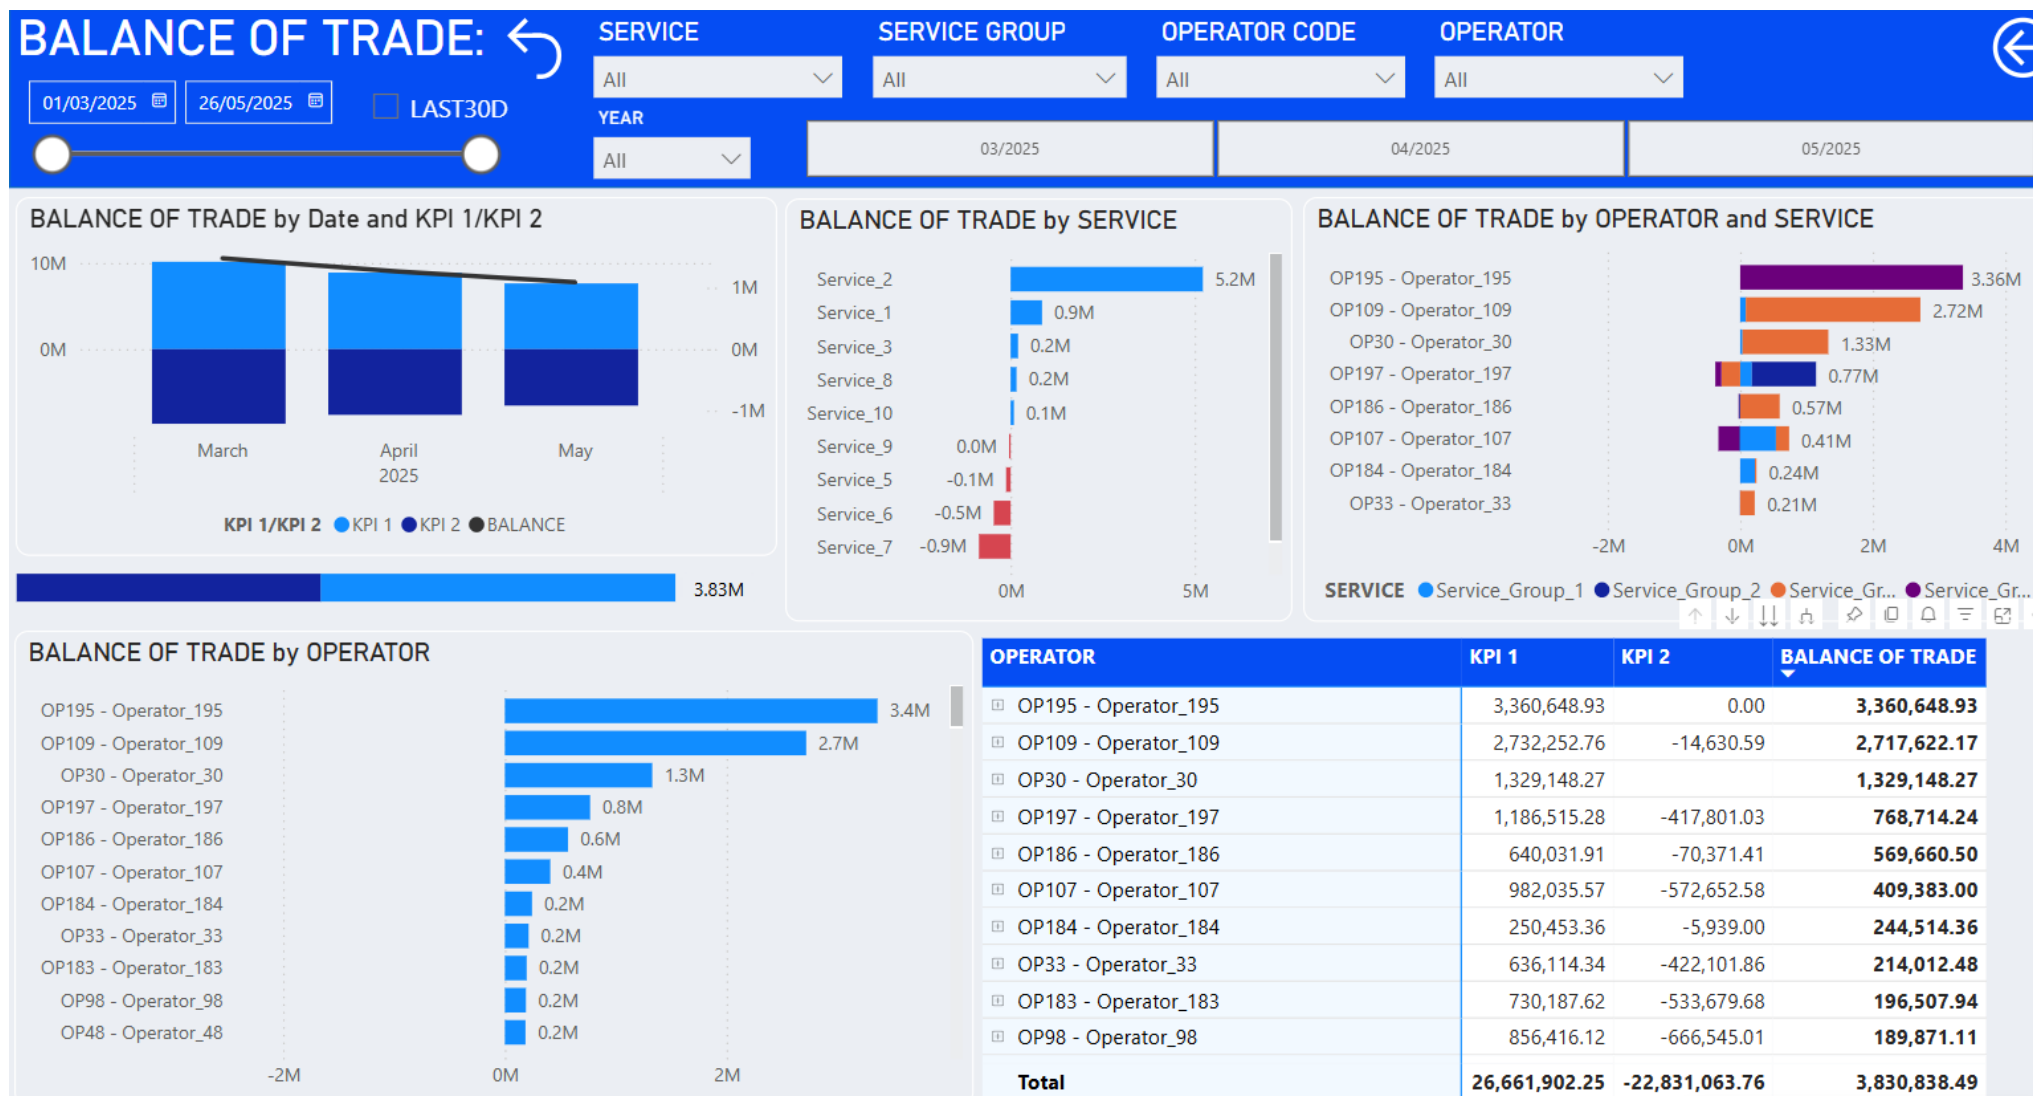 BALANCE OF TRADE:
01/03/2025
26/05/2025
LAST30D
SERVICE
All
SERVICE GROUP
All
OPERATOR CODE
All
OPERATOR
All
YEAR
All
03/2025
04/2025
05/2025
BALANCE OF TRADE by Date and KPI 1/KPI 2
10M
0M
1M
0M
-1M
March
April
May
2025
KPI 1/KPI 2 KPI 1 KPI 2 BALANCE
3.83M
BALANCE OF TRADE by SERVICE
Service_2 5.2M
Service_1 0.9M
Service_3 0.2M
Service_8 0.2M
Service_10 0.1M
Service_9 0.0M
Service_5 -0.1M
Service_6 -0.5M
Service_7 -0.9M
0M 5M
BALANCE OF TRADE by OPERATOR and SERVICE
OP195 - Operator_195 3.36M
OP109 - Operator_109 2.72M
OP30 - Operator_30 1.33M
OP197 - Operator_197 0.77M
OP186 - Operator_186 0.57M
OP107 - Operator_107 0.41M
OP184 - Operator_184 0.24M
OP33 - Operator_33 0.21M
-2M 0M 2M 4M
SERVICE Service_Group_1 Service_Group_2 Service_Gr... Service_Gr...
BALANCE OF TRADE by OPERATOR
OP195 - Operator_195 3.4M
OP109 - Operator_109 2.7M
OP30 - Operator_30 1.3M
OP197 - Operator_197 0.8M
OP186 - Operator_186 0.6M
OP107 - Operator_107 0.4M
OP184 - Operator_184 0.2M
OP33 - Operator_33 0.2M
OP183 - Operator_183 0.2M
OP98 - Operator_98 0.2M
OP48 - Operator_48 0.2M
-2M 0M 2M
OPERATOR KPI 1 KPI 2 BALANCE OF TRADE
OP195 - Operator_195 3,360,648.93 0.00 3,360,648.93
OP109 - Operator_109 2,732,252.76 -14,630.59 2,717,622.17
OP30 - Operator_30 1,329,148.27 1,329,148.27
OP197 - Operator_197 1,186,515.28 -417,801.03 768,714.24
OP186 - Operator_186 640,031.91 -70,371.41 569,660.50
OP107 - Operator_107 982,035.57 -572,652.58 409,383.00
OP184 - Operator_184 250,453.36 -5,939.00 244,514.36
OP33 - Operator_33 636,114.34 -422,101.86 214,012.48
OP183 - Operator_183 730,187.62 -533,679.68 196,507.94
OP98 - Operator_98 856,416.12 -666,545.01 189,871.11
Total 26,661,902.25 -22,831,063.76 3,830,838.49